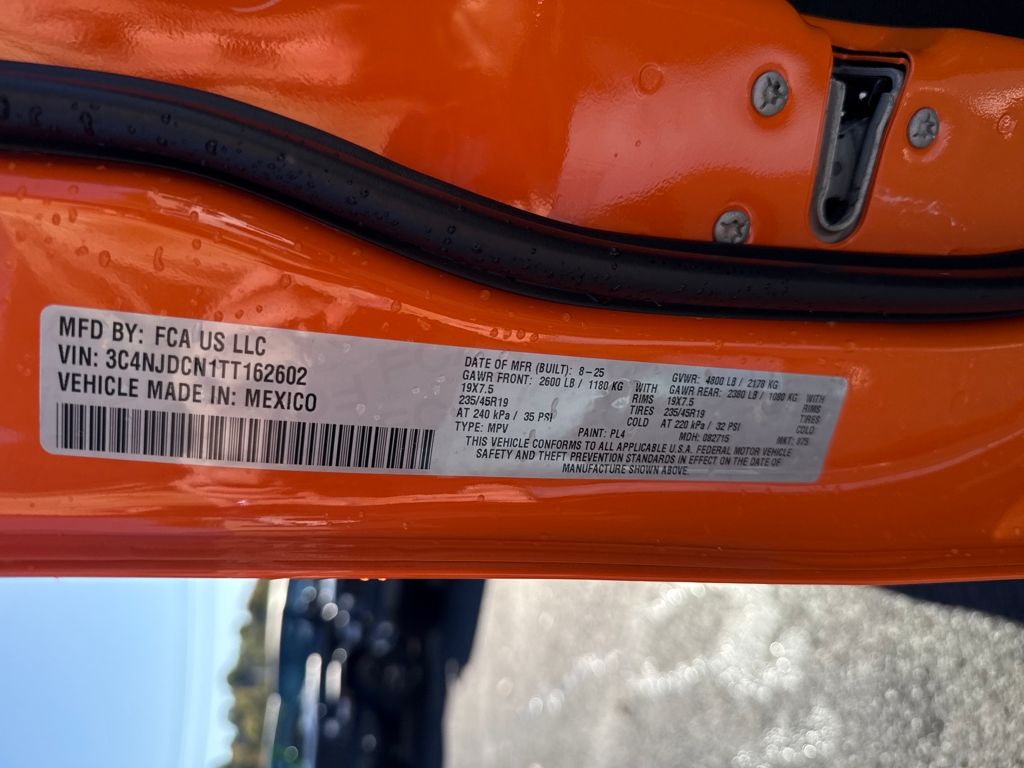 MFD BY: FCA US LLC
VIN: 3C4NJDCN1TT162602
VEHICLE MADE IN: MEXICO
DATE OF MFR (BUILT): 8-25 GVWR: 4800 LB / 2178 KG
GAWR FRONT: 2600 LB / 1180 KG WITH GAWR REAR: 2380 LB / 1080 KG WITH
19X7.5 RIMS 19X7.5 RIMS
235/45R19 TIRES 235/45R19 TIRES
AT 240 kPa / 35 PSI COLD AT 220 kPa / 32 PSI COLD
TYPE: MPV PAINT: PL4 MDH: 082715 MKT: 875
THIS VEHICLE CONFORMS TO ALL APPLICABLE U.S.A. FEDERAL MOTOR VEHICLE
SAFETY AND THEFT PREVENTION STANDARDS IN EFFECT ON THE DATE OF
MANUFACTURE SHOWN ABOVE.